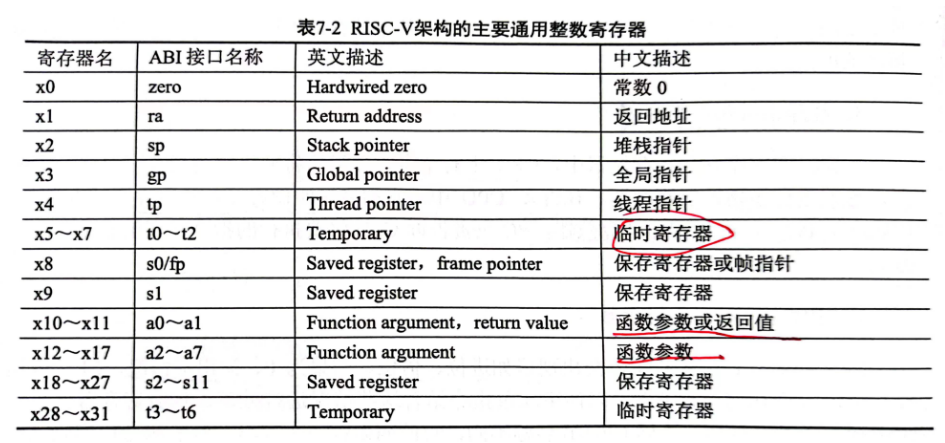 表7-2 RISC-V架构的主要通用整数寄存器
寄存器名 ABI 接口名称 英文描述 中文描述
x0 zero Hardwired zero 常数 0
x1 ra Return address 返回地址
x2 sp Stack pointer 堆栈指针
x3 gp Global pointer 全局指针
x4 tp Thread pointer 线程指针
x5～x7 t0～t2 Temporary 临时寄存器
x8 s0/fp Saved register，frame pointer 保存寄存器或帧指针
x9 s1 Saved register 保存寄存器
x10～x11 a0～a1 Function argument，return value 函数参数或返回值
x12～x17 a2～a7 Function argument 函数参数
x18～x27 s2～s11 Saved register 保存寄存器
x28～x31 t3～t6 Temporary 临时寄存器